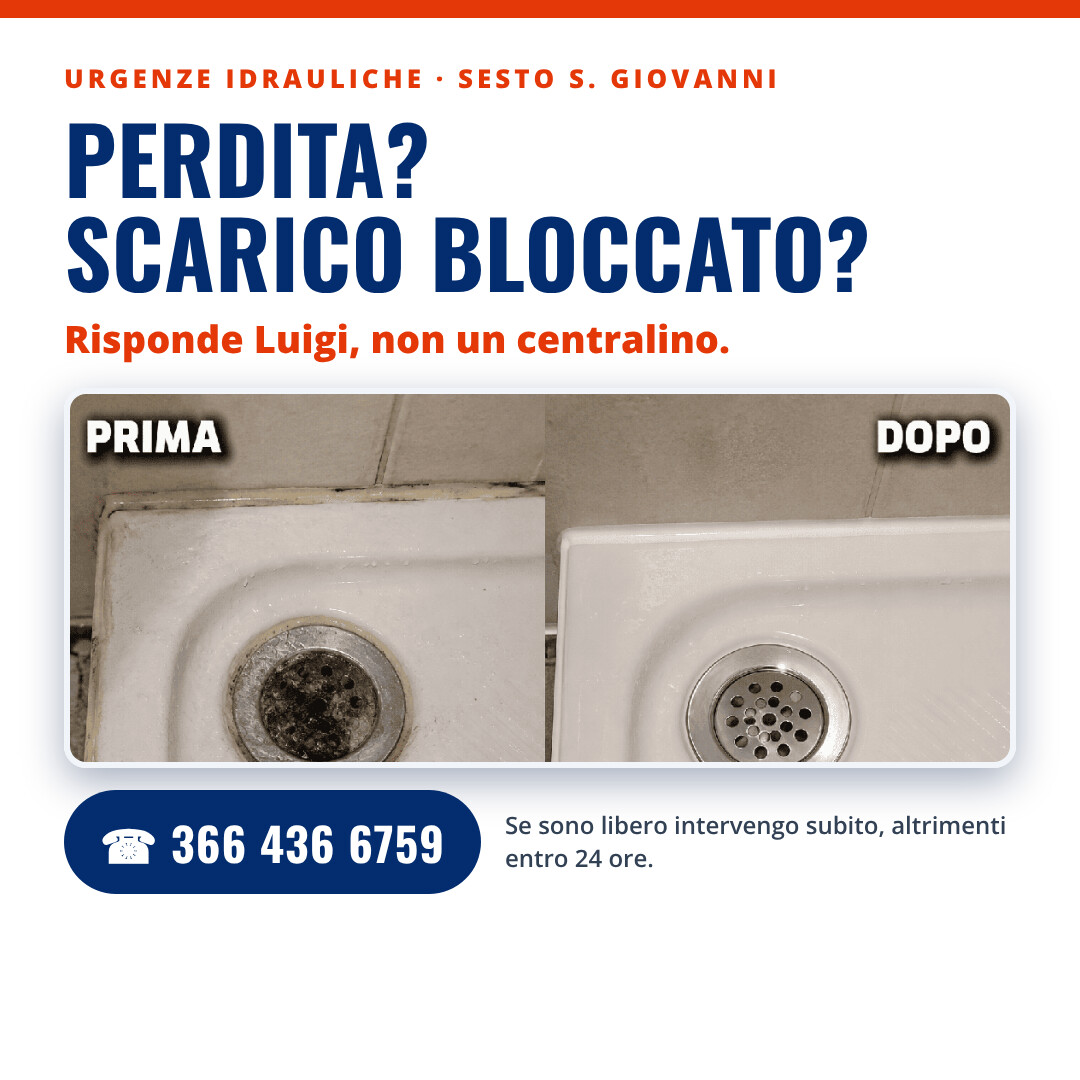 URGENZE IDRAULICHE · SESTO S. GIOVANNI
PERDITA?
SCARICO BLOCCATO?
Risponde Luigi, non un centralino.
PRIMA
DOPO
☎ 366 436 6759
Se sono libero intervengo subito, altrimenti
entro 24 ore.